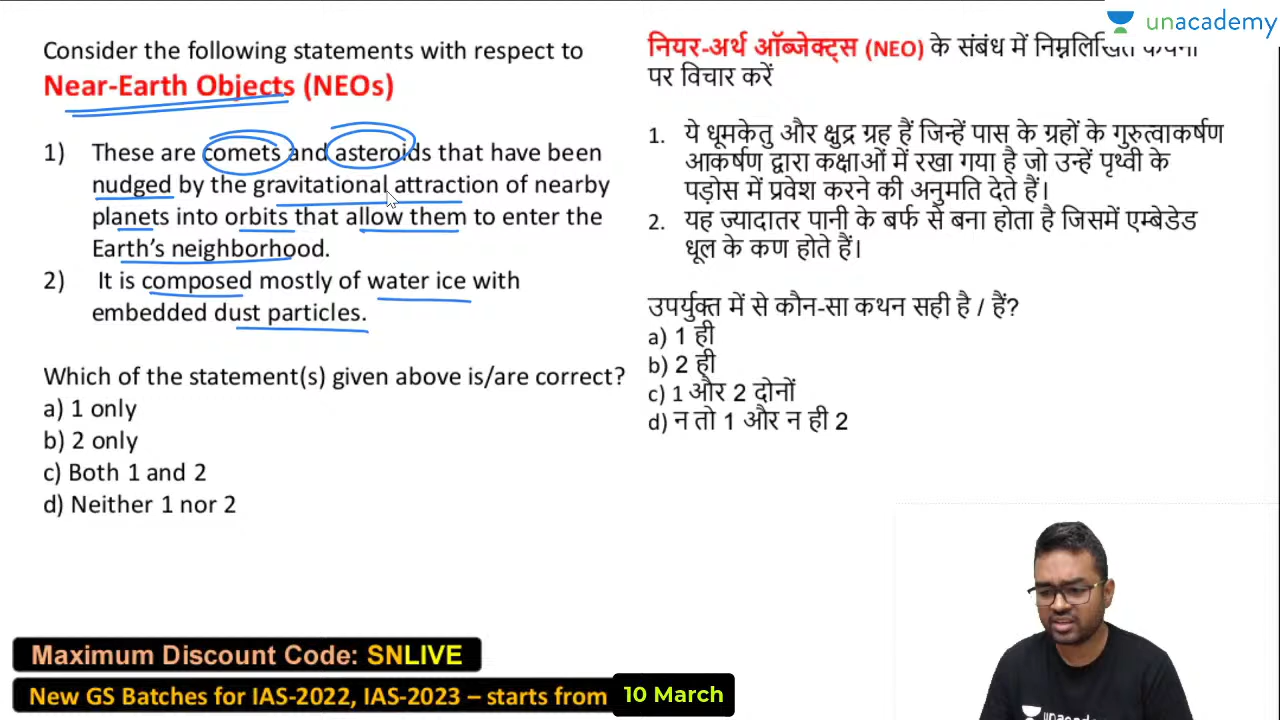 unacademy
Consider the following statements with respect to
Near-Earth Objects (NEOs)
1) These are comets and asteroids that have been
nudged by the gravitational attraction of nearby
planets into orbits that allow them to enter the
Earth's neighborhood.
2) It is composed mostly of water ice with
embedded dust particles.
Which of the statement(s) given above is/are correct?
a) 1 only
b) 2 only
c) Both 1 and 2
d) Neither 1 nor 2
नियर-अर्थ ऑब्जेक्ट्स (NEO) के संबंध में निम्नलिखित
पर विचार करें
1. ये धूमकेतु और क्षुद्र ग्रह हैं जिन्हें पास के ग्रहों के गुरुत्वाकर्षण
आकर्षण द्वारा कक्षाओं में रखा गया है जो उन्हें पृथ्वी के
पड़ोस में प्रवेश करने की अनुमति देते हैं।
2. यह ज्यादातर पानी के बर्फ से बना होता है जिसमें एम्बेडेड
धूल के कण होते हैं।
उपर्युक्त में से कौन-सा कथन सही है / हैं?
a) 1 ही
b) 2 ही
c) 1 और 2 दोनों
d) न तो 1 और न ही 2
Maximum Discount Code: SNLIVE
New GS Batches for IAS-2022, IAS-2023 – starts from 10 March